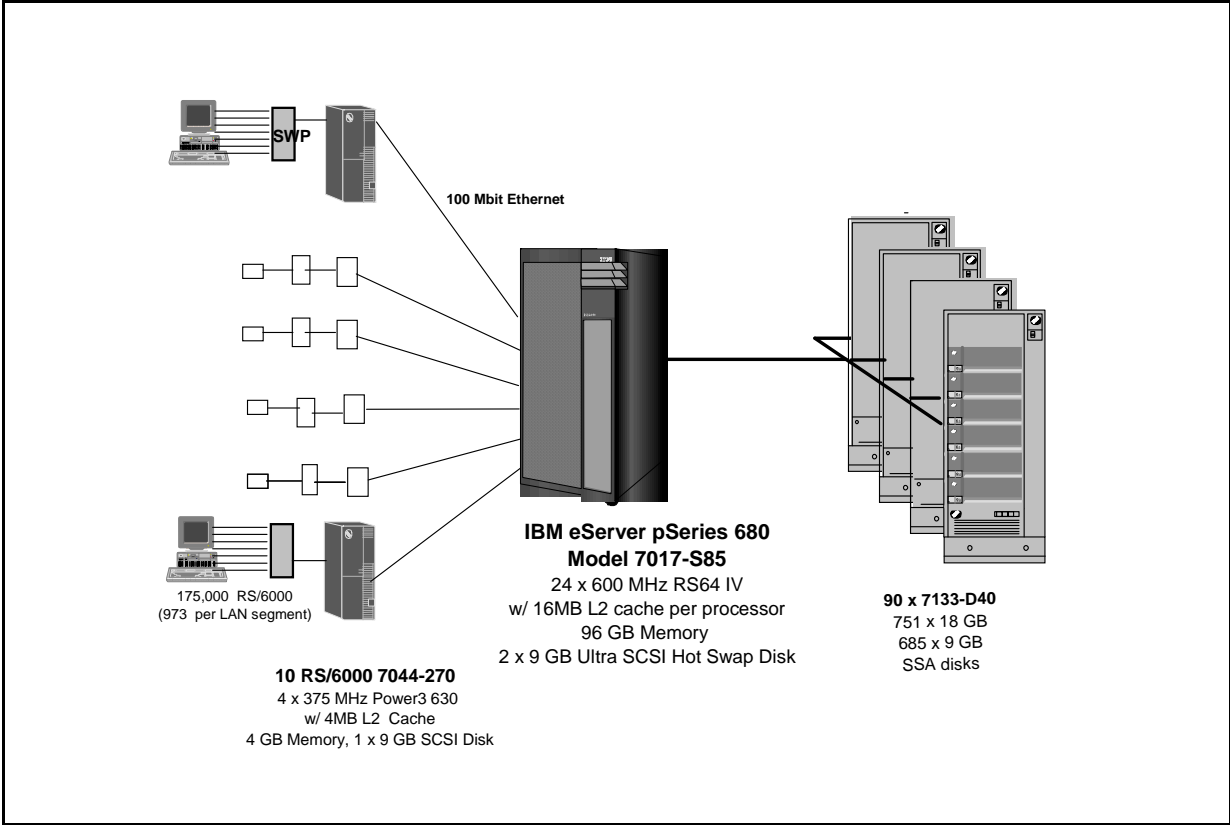 SWP
100 Mbit Ethernet
175,000 RS/6000
(973 per LAN segment)
10 RS/6000 7044-270
4 x 375 MHz Power3 630
w/ 4MB L2 Cache
4 GB Memory, 1 x 9 GB SCSI Disk
IBM eServer pSeries 680
Model 7017-S85
24 x 600 MHz RS64 IV
w/ 16MB L2 cache per processor
96 GB Memory
2 x 9 GB Ultra SCSI Hot Swap Disk
90 x 7133-D40
751 x 18 GB
685 x 9 GB
SSA disks